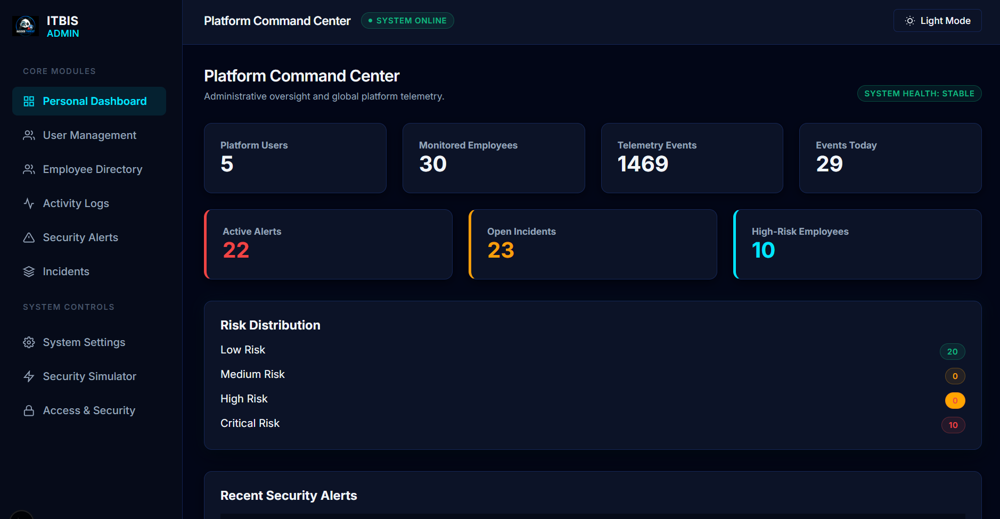 ITBIS
ADMIN
INSIDER THREAT
CORE MODULES
Personal Dashboard
User Management
Employee Directory
Activity Logs
Security Alerts
Incidents
SYSTEM CONTROLS
System Settings
Security Simulator
Access & Security
Platform Command Center
SYSTEM ONLINE
Light Mode
Platform Command Center
Administrative oversight and global platform telemetry.
SYSTEM HEALTH: STABLE
Platform Users
5
Monitored Employees
30
Telemetry Events
1469
Events Today
29
Active Alerts
22
Open Incidents
23
High-Risk Employees
10
Risk Distribution
Low Risk
20
Medium Risk
0
High Risk
0
Critical Risk
10
Recent Security Alerts